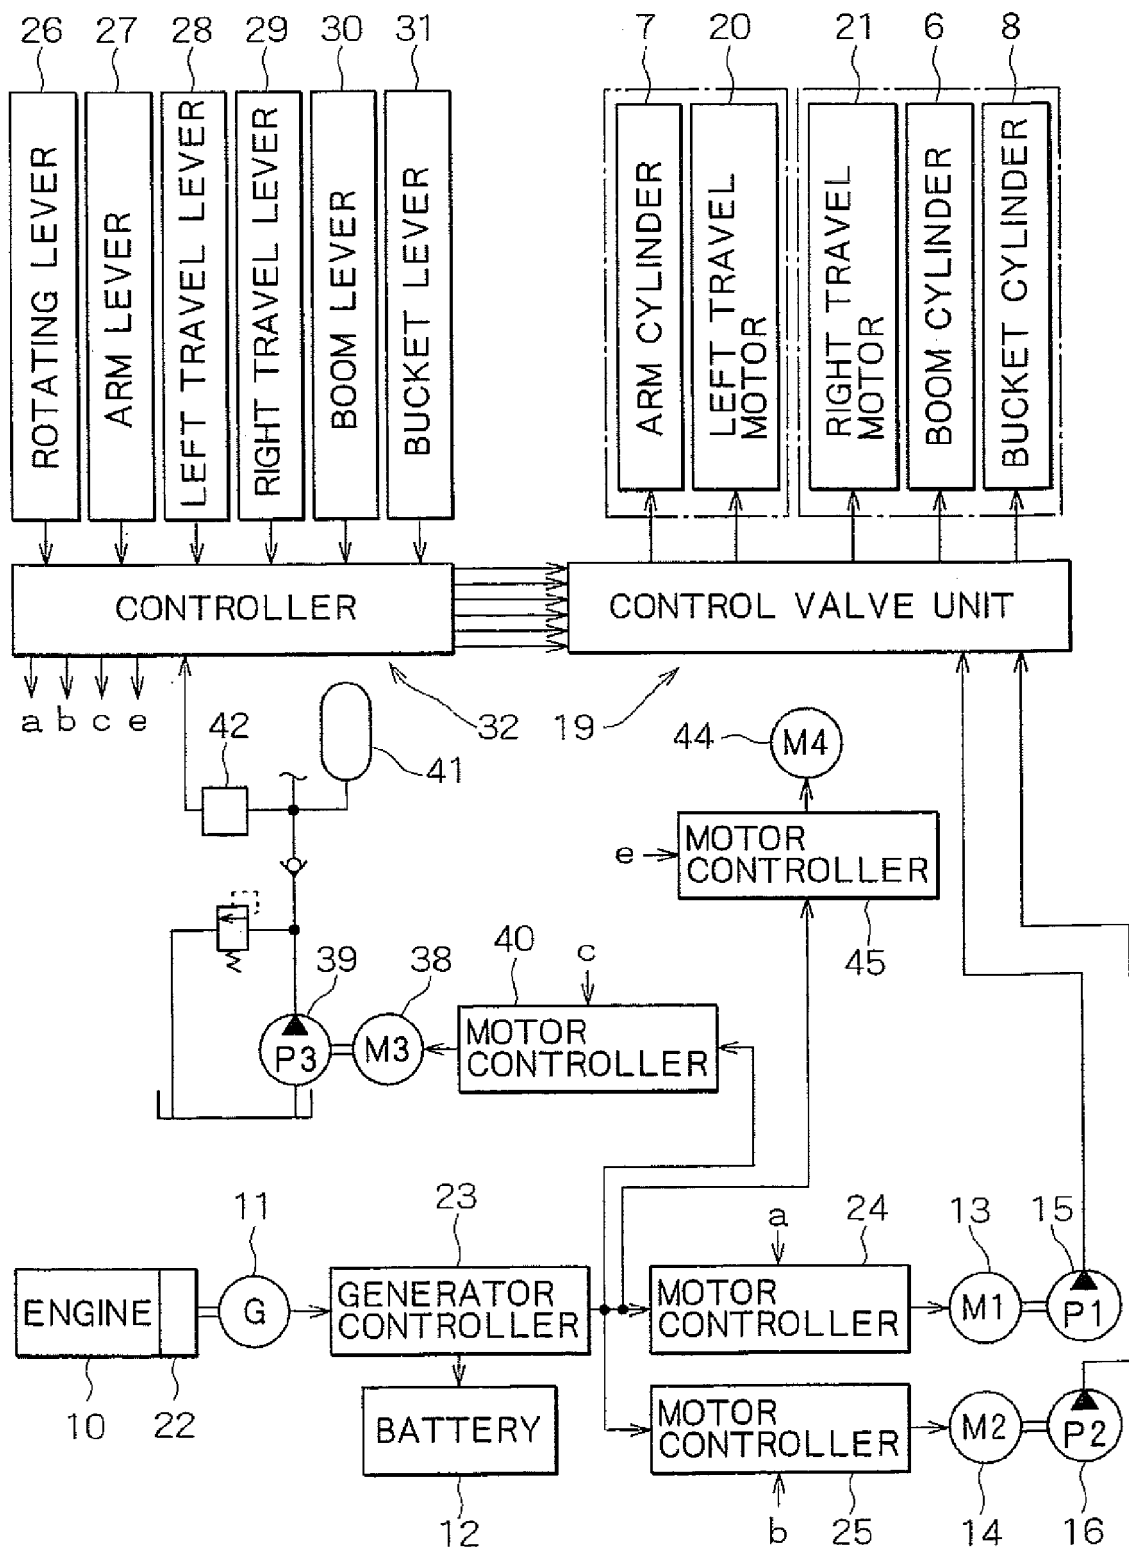 26 27 28 29 30 31 7 20 21 6 8
ROTATING LEVER
ARM LEVER
LEFT TRAVEL LEVER
RIGHT TRAVEL LEVER
BOOM LEVER
BUCKET LEVER
ARM CYLINDER
LEFT TRAVEL
MOTOR
RIGHT TRAVEL
MOTOR
BOOM CYLINDER
BUCKET CYLINDER
CONTROLLER
CONTROL VALVE UNIT
a b c e
42
41
32
19
44
M4
e
MOTOR
CONTROLLER
45
39
38
40
c
P3
M3
MOTOR
CONTROLLER
11
23
a
24
13
15
ENGINE
G
GENERATOR
CONTROLLER
MOTOR
CONTROLLER
M1
P1
10
22
BATTERY
MOTOR
CONTROLLER
M2
P2
12
b
25
14
16